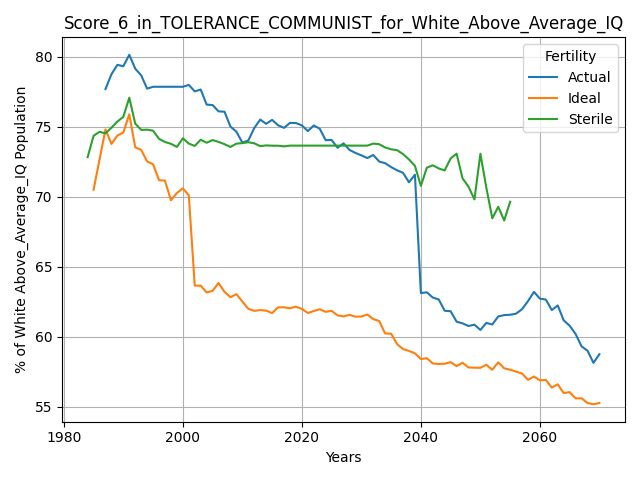 Score_6_in_TOLERANCE_COMMUNIST_for_White_Above_Average_IQ
% of White Above_Average_IQ Population
80
75
70
65
60
55
Fertility
Actual
Ideal
Sterile
1980
2000
2020
2040
2060
Years